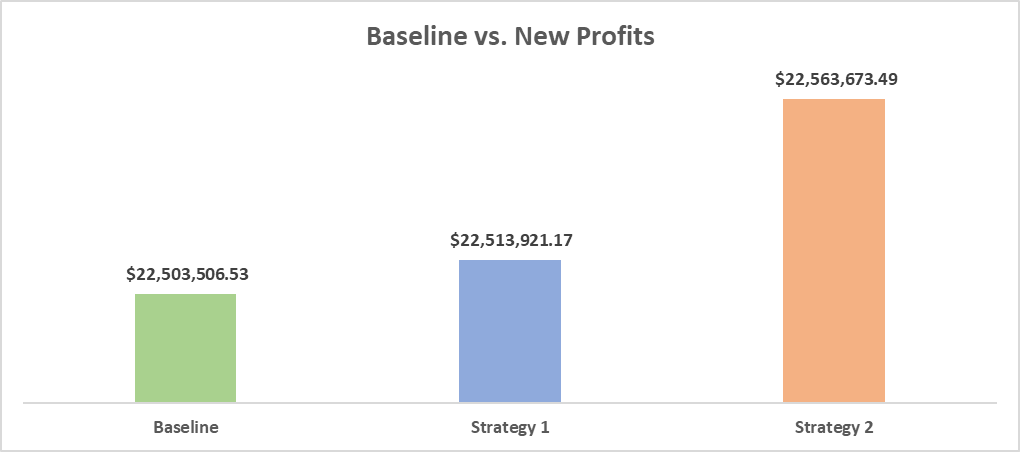 Baseline vs. New Profits
$22,563,673.49
$22,513,921.17
$22,503,506.53
Baseline
Strategy 1
Strategy 2